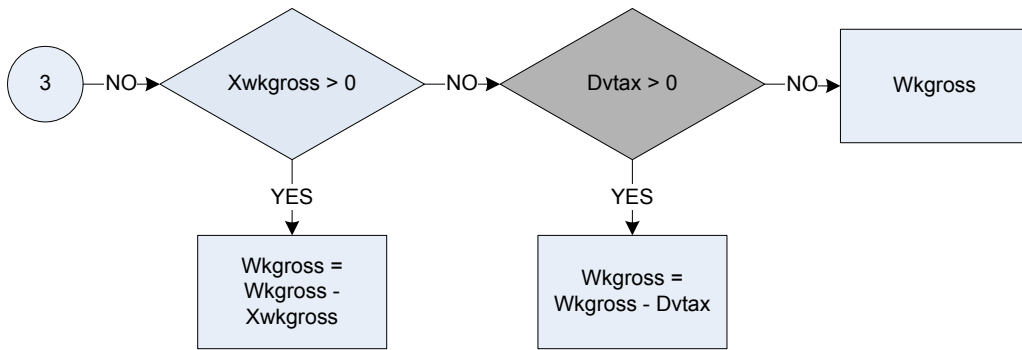 3
NO
Xwkgross > 0
NO
Dvtax > 0
NO
Wkgross
YES
YES
Wkgross =
Wkgross -
Xwkgross
Wkgross =
Wkgross - Dvtax